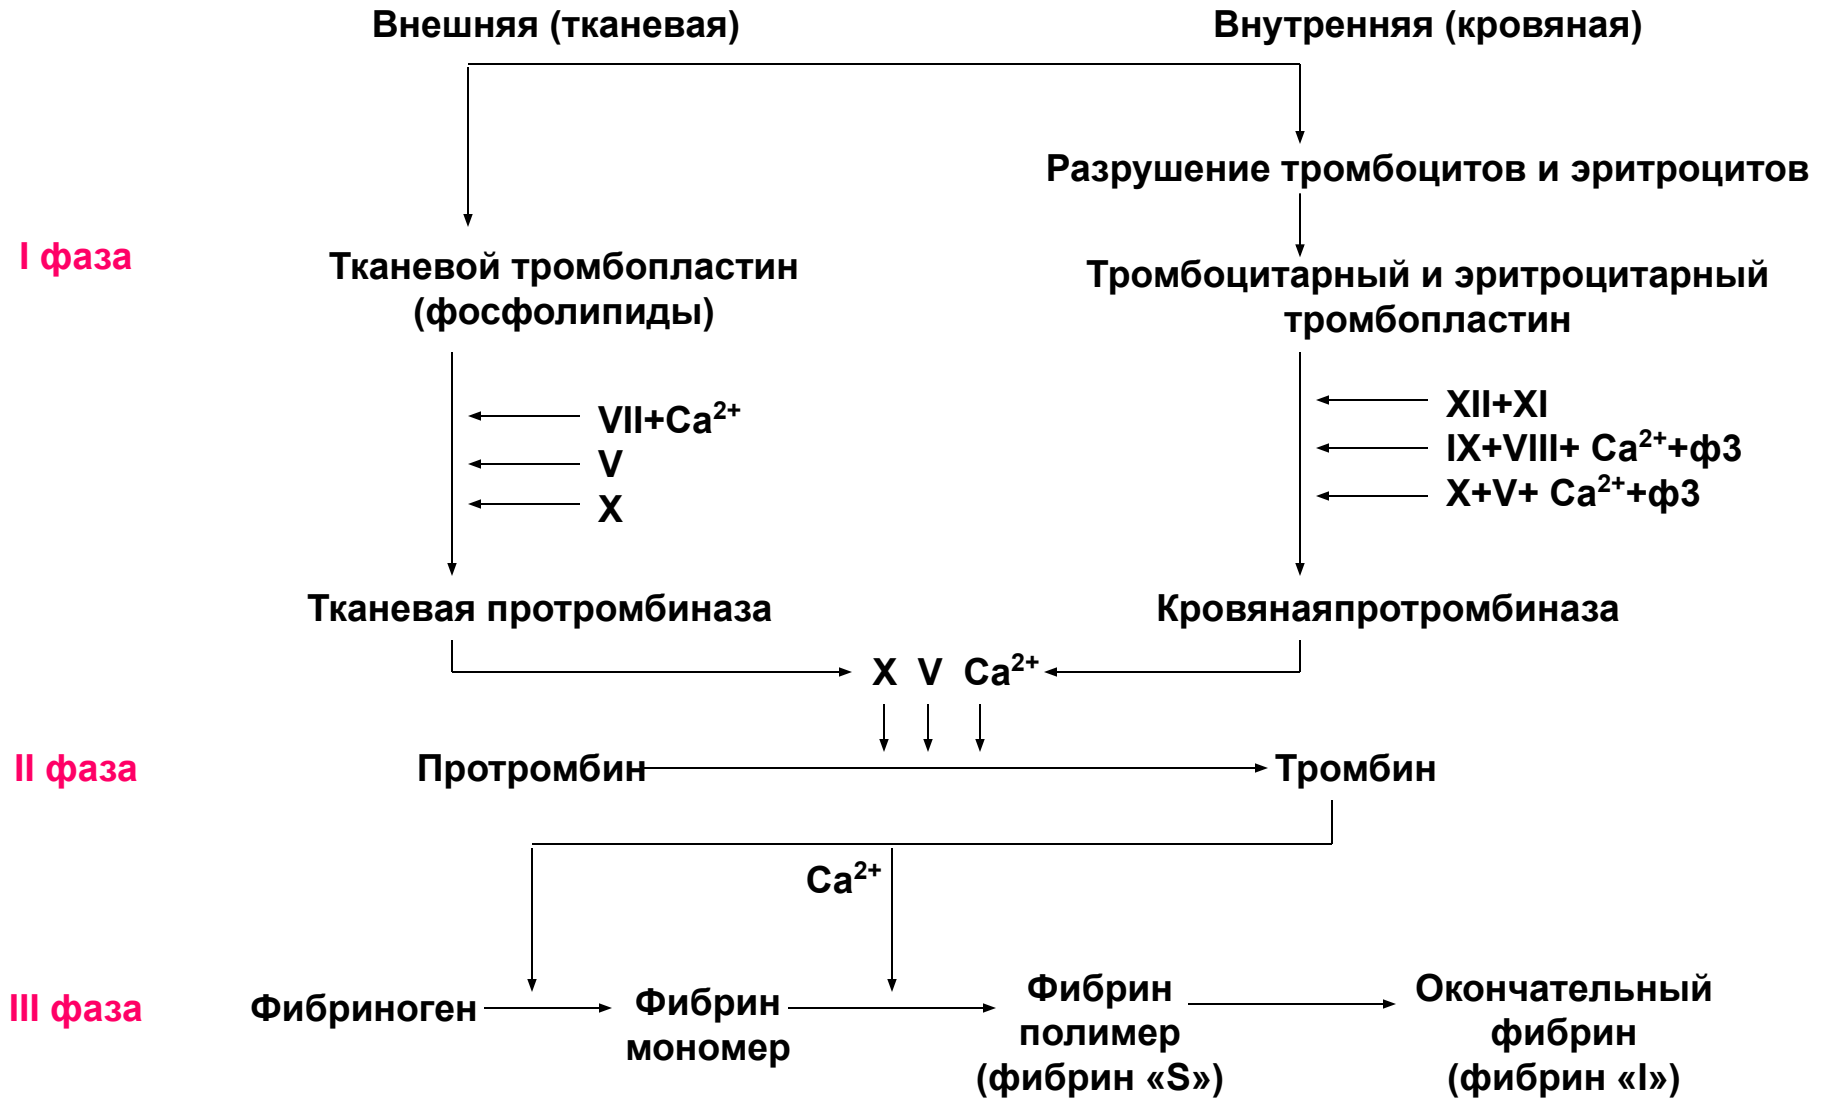 Внешняя (тканевая)
Внутренняя (кровяная)
Разрушение тромбоцитов и эритроцитов
I фаза
Тканевой тромбопластин
(фосфолипиды)
Тромбоцитарный и эритроцитарный
тромбопластин
VII+Ca²⁺
V
X
XII+XI
IX+VIII+ Ca²⁺+ф3
X+V+ Ca²⁺+ф3
Тканевая протромбиназа
Кровянаяпротромбиназа
X V Ca²⁺
II фаза
Протромбин
Тромбин
Ca²⁺
III фаза
Фибриноген
Фибрин
мономер
Фибрин
полимер
(фибрин «S»)
Окончательный
фибрин
(фибрин «I»)